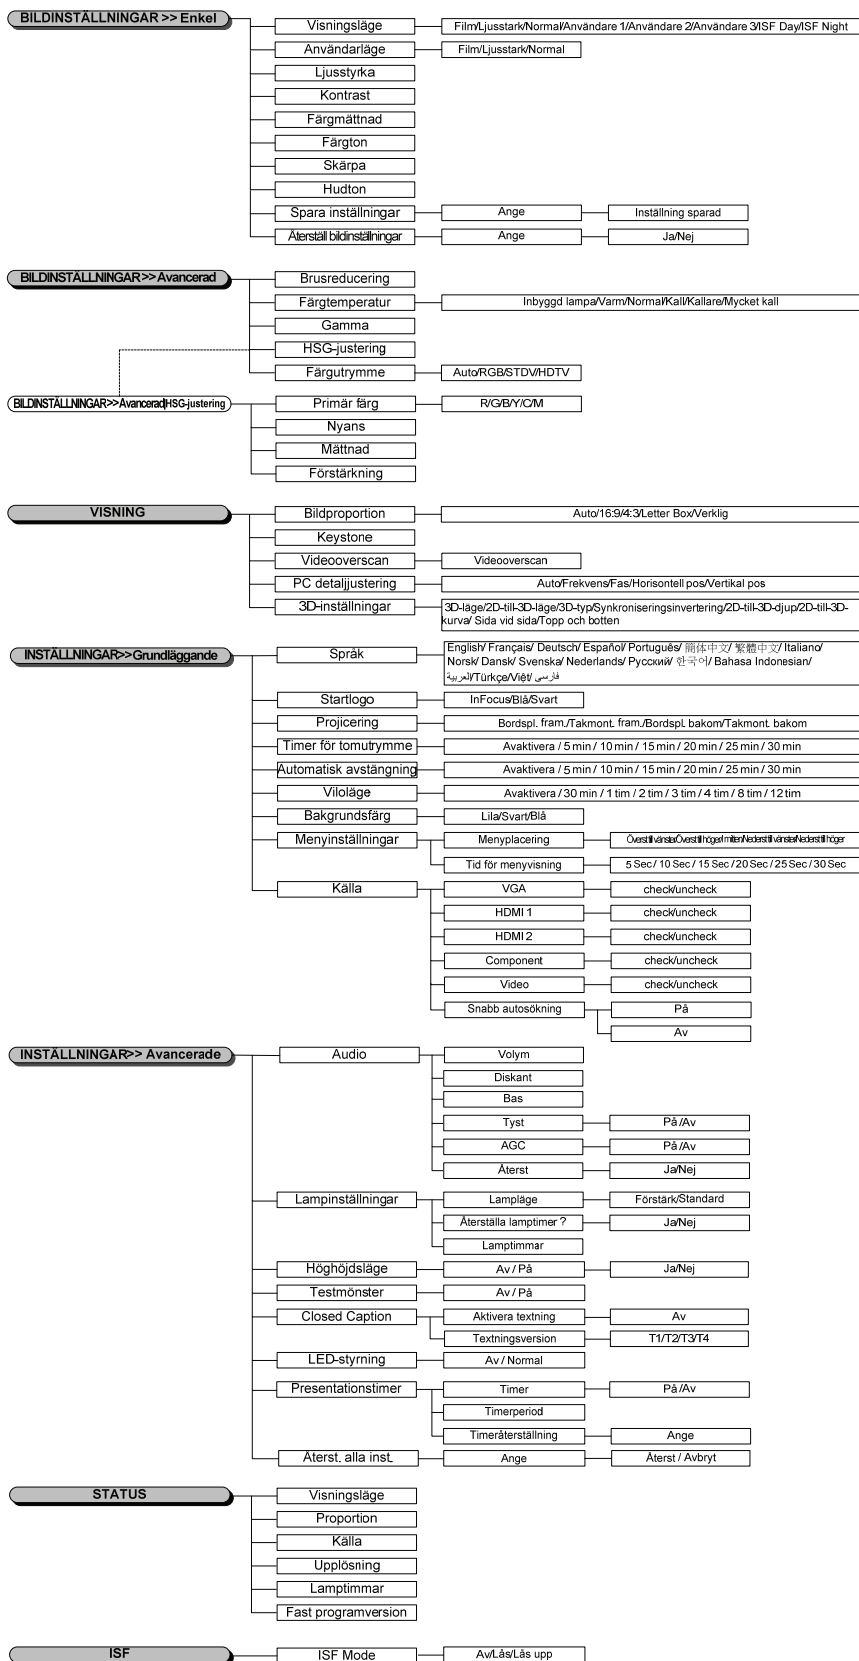 BILDINSTÄLLNINGAR >> Enkel
Visningsläge
Film/Ljusstark/Normal/Användare 1/Användare 2/Användare 3/ISF Day/ISF Night
Användarläge
Film/Ljusstark/Normal
Ljusstyrka
Kontrast
Färgmättnad
Färgton
Skärpa
Hudton
Spara inställningar
Ange
Inställning sparad
Återställ bildinställningar
Ange
Ja/Nej
BILDINSTÄLLNINGAR>>Avancerad
Brusreducering
Färgtemperatur
Inbyggd lampa/Varm/Normal/Kall/Kallare/Mycket kall
Gamma
HSG-justering
Färgutrymme
Auto/RGB/STDV/HDTV
BILDINSTÄLLNINGAR>>Avancerad|HSG-justering
Primär färg
R/G/B/Y/C/M
Nyans
Mättnad
Förstärkning
VISNING
Bildproportion
Auto/16:9/4:3/Letter Box/Verklig
Keystone
Videooverscan
Videooverscan
PC detaljjustering
Auto/Frekvens/Fas/Horisontell pos/Vertikal pos
3D-inställningar
3D-läge/2D-till-3D-läge/3D-typ/Synkroniseringsinvertering/2D-till-3D-djup/2D-till-3D-
kurva/ Sida vid sida/Topp och botten
INSTÄLLNINGAR>>Grundläggande
Språk
English/ Français/ Deutsch/ Español/ Português/ 简体中文/ 繁體中文/ Italiano/
Norsk/ Dansk/ Svenska/ Nederlands/ Русский/ 한국어/ Bahasa Indonesian/
العربية/Türkçe/Việt/ فارسی
Startlogo
InFocus/Blå/Svart
Projicering
Bordspl. fram./Takmont. fram./Bordspl. bakom/Takmont. bakom
Timer för tomutrymme
Avaktivera / 5 min / 10 min / 15 min / 20 min / 25 min / 30 min
Automatisk avstängning
Avaktivera / 5 min / 10 min / 15 min / 20 min / 25 min / 30 min
Viloläge
Avaktivera / 30 min / 1 tim / 2 tim / 3 tim / 4 tim / 8 tim / 12 tim
Bakgrundsfärg
Lila/Svart/Blå
Menyinställningar
Menyplacering
Överst till vänster/Överst till höger/I mitten/Nederst till vänster/Nederst till höger
Tid för menyvisning
5 Sec / 10 Sec / 15 Sec / 20 Sec / 25 Sec / 30 Sec
Källa
VGA
check/uncheck
HDMI 1
check/uncheck
HDMI 2
check/uncheck
Component
check/uncheck
Video
check/uncheck
Snabb autosökning
På
Av
INSTÄLLNINGAR>> Avancerade
Audio
Volym
Diskant
Bas
Tyst
På /Av
AGC
På /Av
Återst
Ja/Nej
Lampinställningar
Lampläge
Förstärk/Standard
Återställa lamptimer ?
Ja/Nej
Lamptimmar
Höghöjdsläge
Av / På
Ja/Nej
Testmönster
Av / På
Closed Caption
Aktivera textning
Av
Textningsversion
T1/T2/T3/T4
LED-styrning
Av / Normal
Presentationstimer
Timer
På /Av
Timerperiod
Timeråterställning
Ange
Återst. alla inst.
Ange
Återst / Avbryt
STATUS
Visningsläge
Proportion
Källa
Upplösning
Lamptimmar
Fast programversion
ISF
ISF Mode
Av/Lås/Lås upp